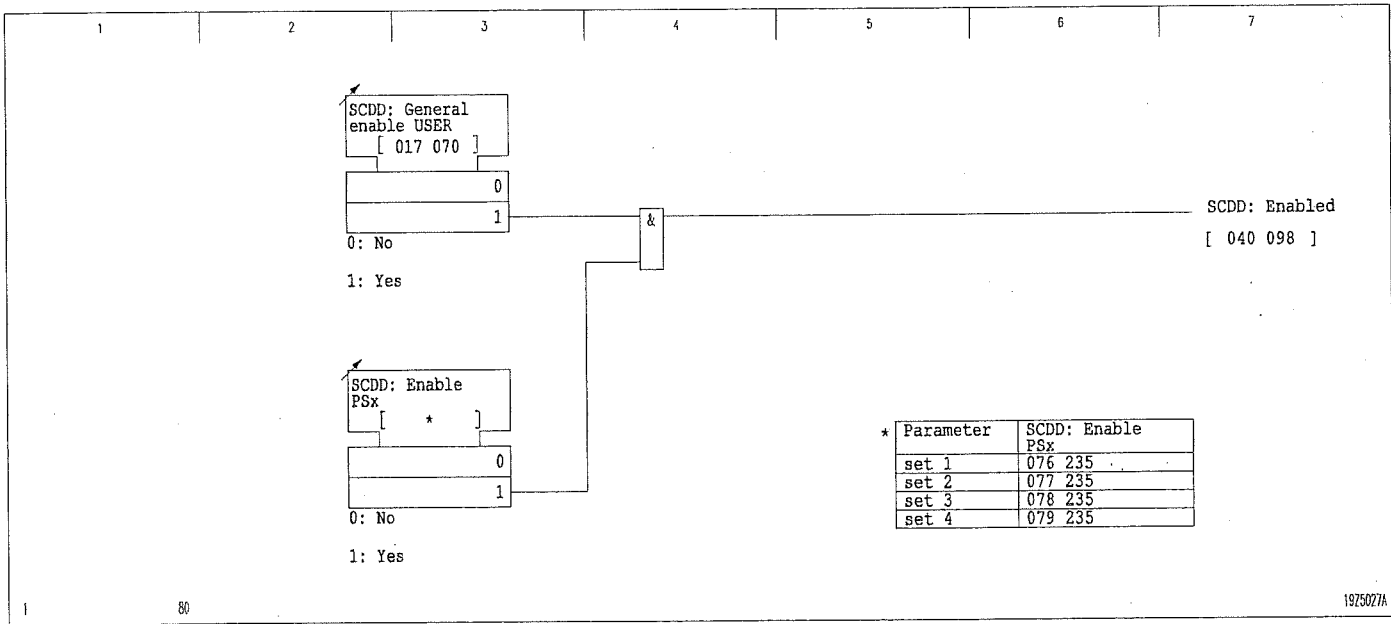 1 2 3 4 5 6 7
SCDD: General
enable USER
[ 017 070 ]
0
1
0: No
1: Yes
&
SCDD: Enabled
[ 040 098 ]
SCDD: Enable
PSx
[ * ]
0
1
0: No
1: Yes
* Parameter SCDD: Enable
PSx
set 1 076 235
set 2 077 235
set 3 078 235
set 4 079 235
1 80 19Z5027A